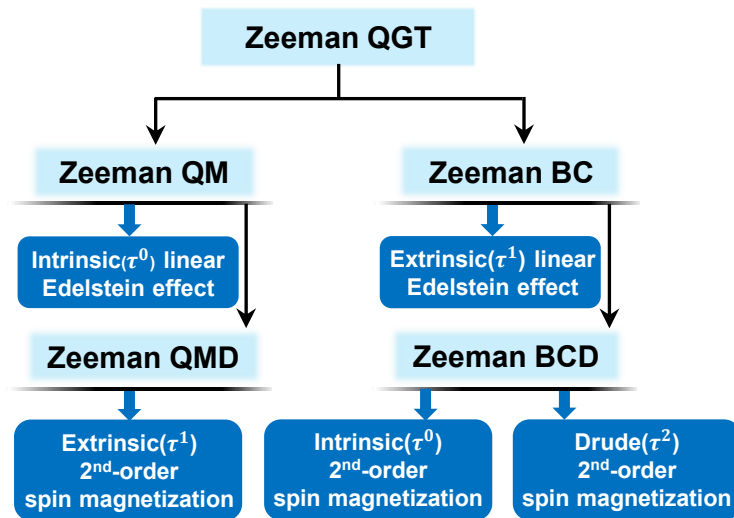 Zeeman QGT
Zeeman QM
Zeeman BC
Intrinsic(τ⁰) linear
Edelstein effect
Extrinsic(τ¹) linear
Edelstein effect
Zeeman QMD
Zeeman BCD
Extrinsic(τ¹)
2ⁿᵈ-order
spin magnetization
Intrinsic(τ⁰)
2ⁿᵈ-order
spin magnetization
Drude(τ²)
2ⁿᵈ-order
spin magnetization